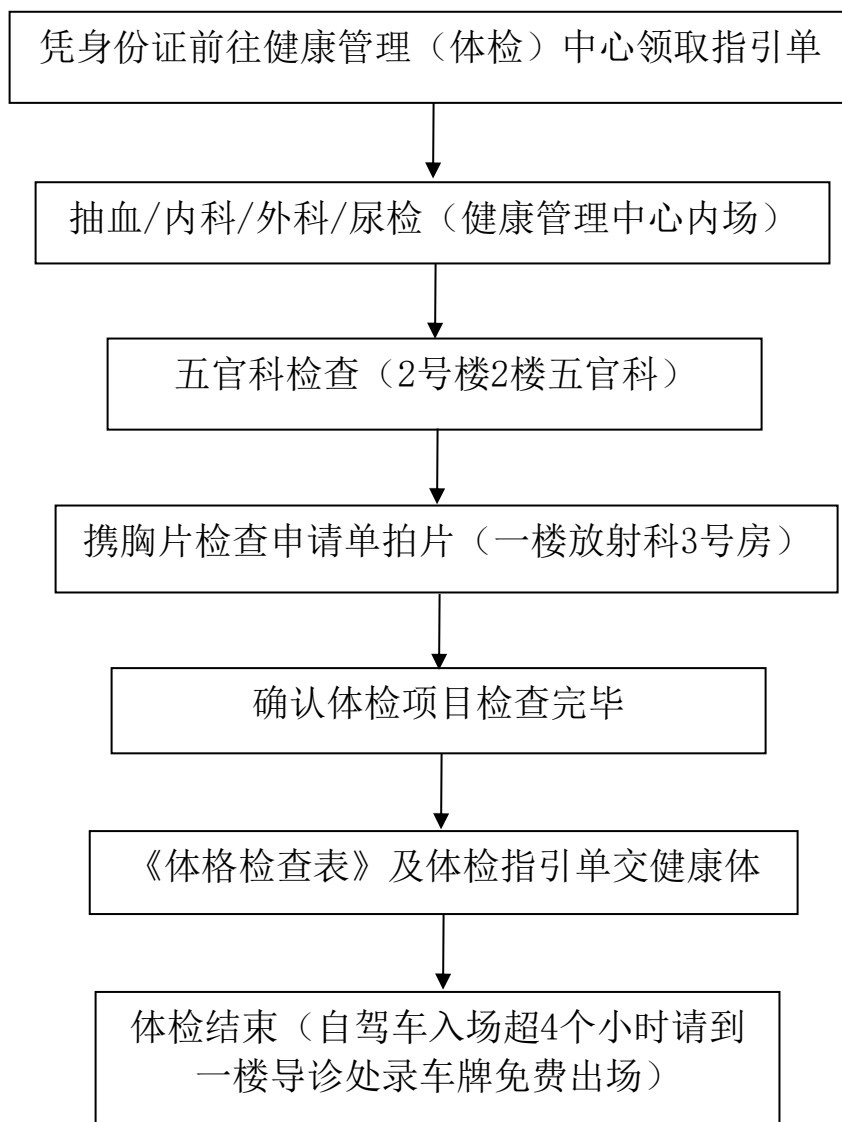 凭身份证前往健康管理（体检）中心领取指引单
抽血/内科/外科/尿检（健康管理中心内场）
五官科检查（2号楼2楼五官科）
携胸片检查申请单拍片（一楼放射科3号房）
确认体检项目检查完毕
《体格检查表》及体检指引单交健康体
体检结束（自驾车入场超4个小时请到
一楼导诊处录车牌免费出场）